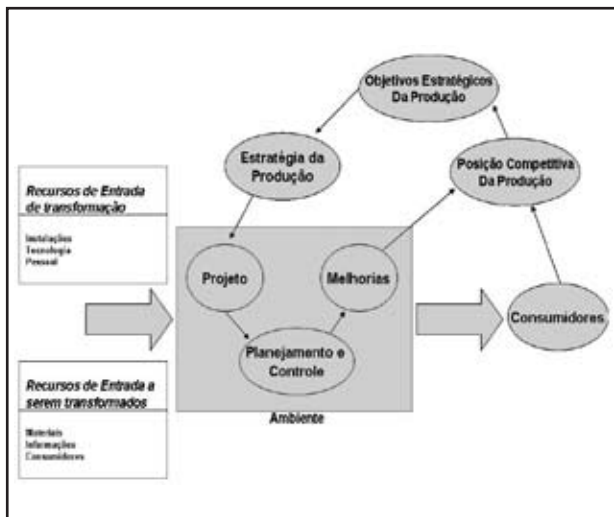 Objetivos Estratégicos
Da Produção
Estratégia da
Produção
Posição Competitiva
Da Produção
Recursos de Entrada
de transformação
Instalações
Tecnologia
Pessoal
Projeto
Melhorias
Consumidores
Planejamento e
Controle
Recursos de Entrada a
serem transformados
Ambiente
Materiais
Informações
Consumidores